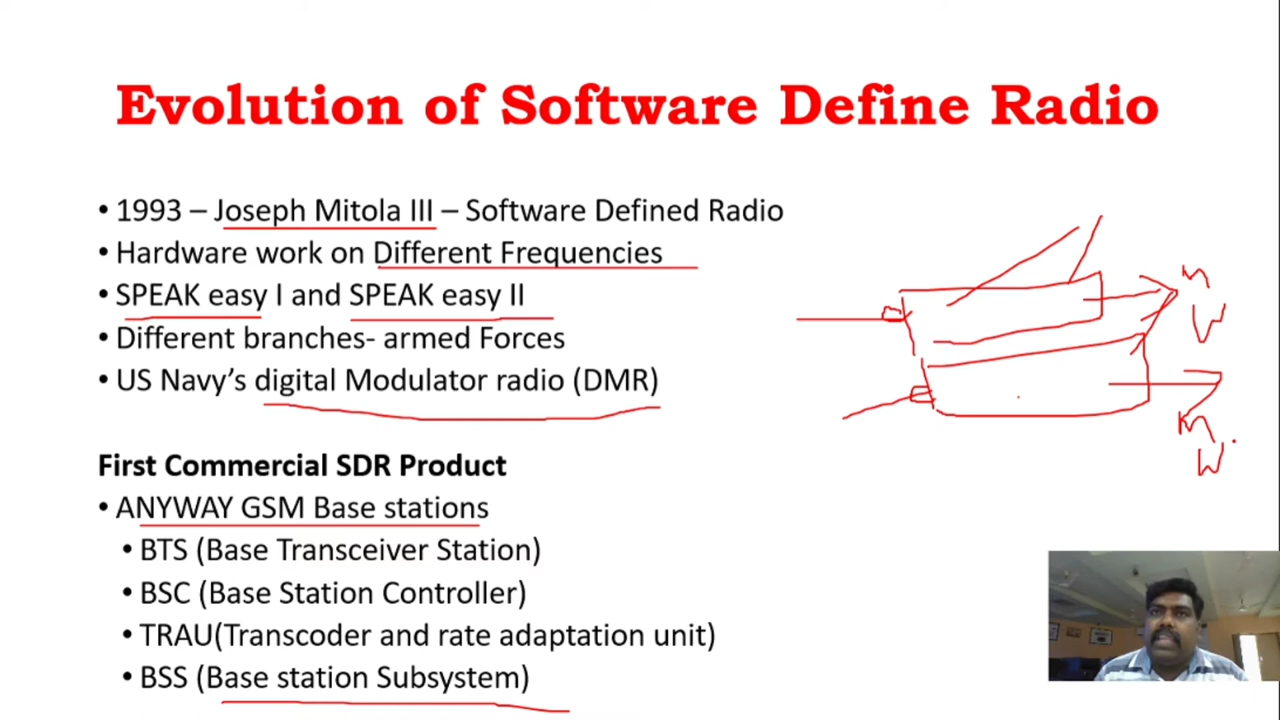 Evolution of Software Define Radio
• 1993 – Joseph Mitola III – Software Defined Radio
• Hardware work on Different Frequencies
• SPEAK easy I and SPEAK easy II
• Different branches- armed Forces
• US Navy's digital Modulator radio (DMR)
First Commercial SDR Product
• ANYWAY GSM Base stations
• BTS (Base Transceiver Station)
• BSC (Base Station Controller)
• TRAU(Transcoder and rate adaptation unit)
• BSS (Base station Subsystem)
m
W
m
W